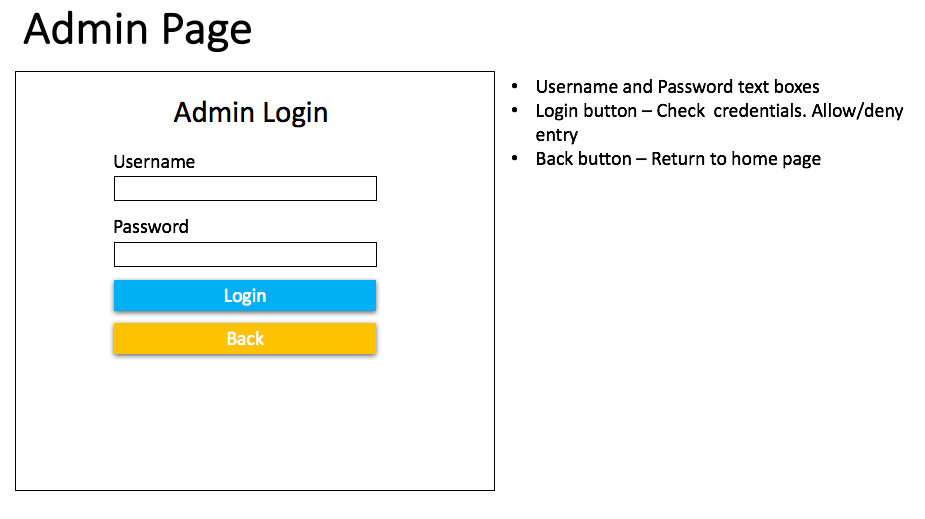 Admin Page
Admin Login
Username
Password
Login
Back
• Username and Password text boxes
• Login button – Check  credentials. Allow/deny
entry
• Back button – Return to home page